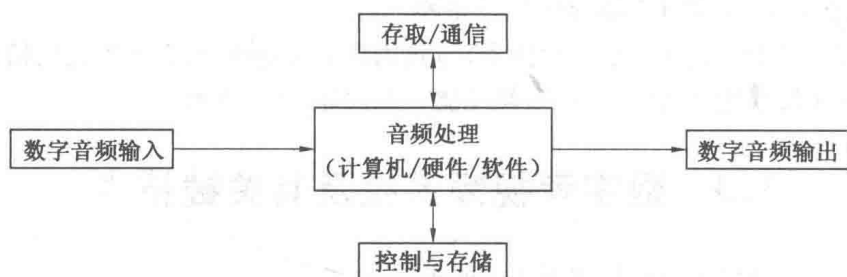 存取/通信
数字音频输入
音频处理
（计算机/硬件/软件）
数字音频输出
控制与存储